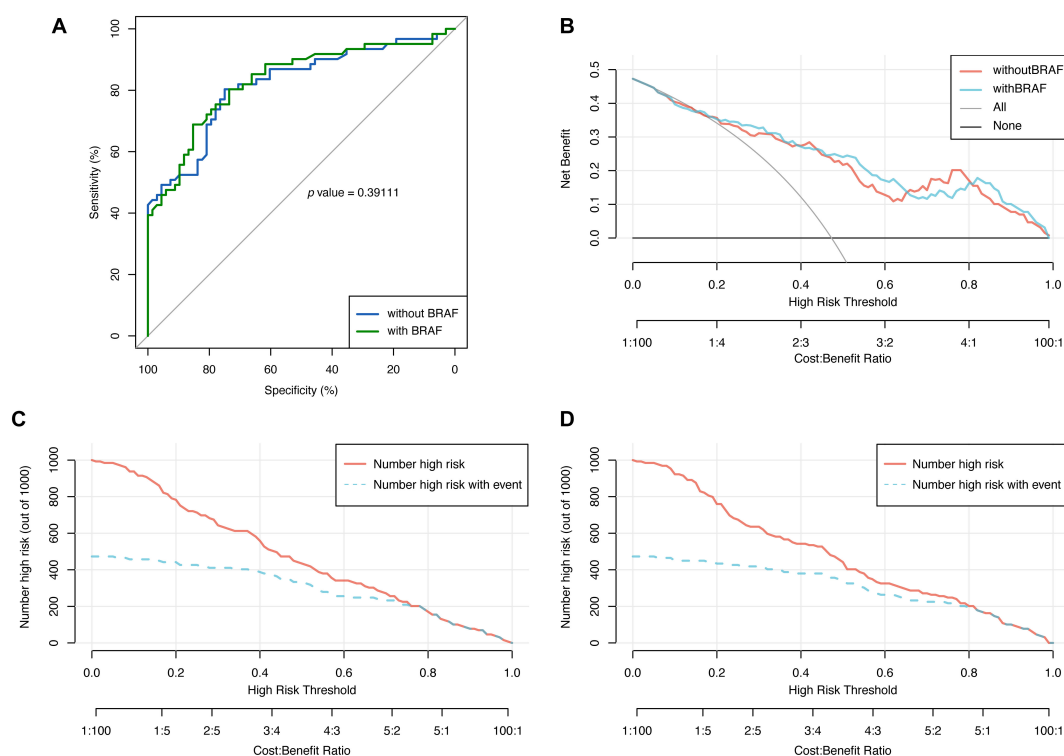 A
100
80
60
40
20
0
Sensitivity (%)
p value = 0.39111
without BRAF
with BRAF
100 80 60 40 20 0
Specificity (%)
B
0.5
0.4
0.3
0.2
0.1
0.0
Net Benefit
withoutBRAF
withBRAF
All
None
0.0 0.2 0.4 0.6 0.8 1.0
High Risk Threshold
1:100 1:4 2:3 3:2 4:1 100:1
Cost:Benefit Ratio
C
1000
800
600
400
200
0
Number high risk (out of 1000)
Number high risk
Number high risk with event
0.0 0.2 0.4 0.6 0.8 1.0
High Risk Threshold
1:100 1:5 2:5 3:4 4:3 5:2 5:1 100:1
Cost:Benefit Ratio
D
1000
800
600
400
200
0
Number high risk (out of 1000)
Number high risk
Number high risk with event
0.0 0.2 0.4 0.6 0.8 1.0
High Risk Threshold
1:100 1:5 2:5 3:4 4:3 5:2 5:1 100:1
Cost:Benefit Ratio